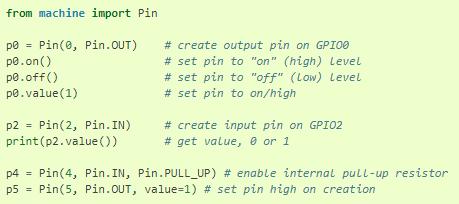 from machine import Pin

p0 = Pin(0, Pin.OUT)    # create output pin on GPIO0
p0.on()                 # set pin to "on" (high) level
p0.off()                # set pin to "off" (low) level
p0.value(1)             # set pin to on/high

p2 = Pin(2, Pin.IN)     # create input pin on GPIO2
print(p2.value())       # get value, 0 or 1

p4 = Pin(4, Pin.IN, Pin.PULL_UP) # enable internal pull-up resistor
p5 = Pin(5, Pin.OUT, value=1) # set pin high on creation